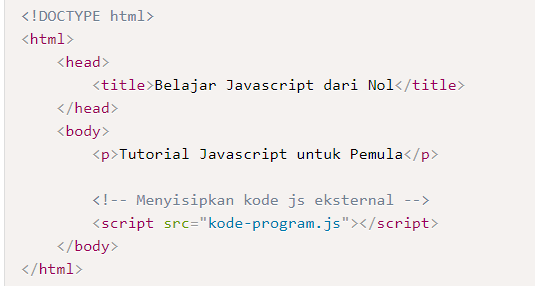 <!DOCTYPE html>
<html>
    <head>
        <title>Belajar Javascript dari Nol</title>
    </head>
    <body>
        <p>Tutorial Javascript untuk Pemula</p>

        <!-- Menyisipkan kode js eksternal -->
        <script src="kode-program.js"></script>
    </body>
</html>